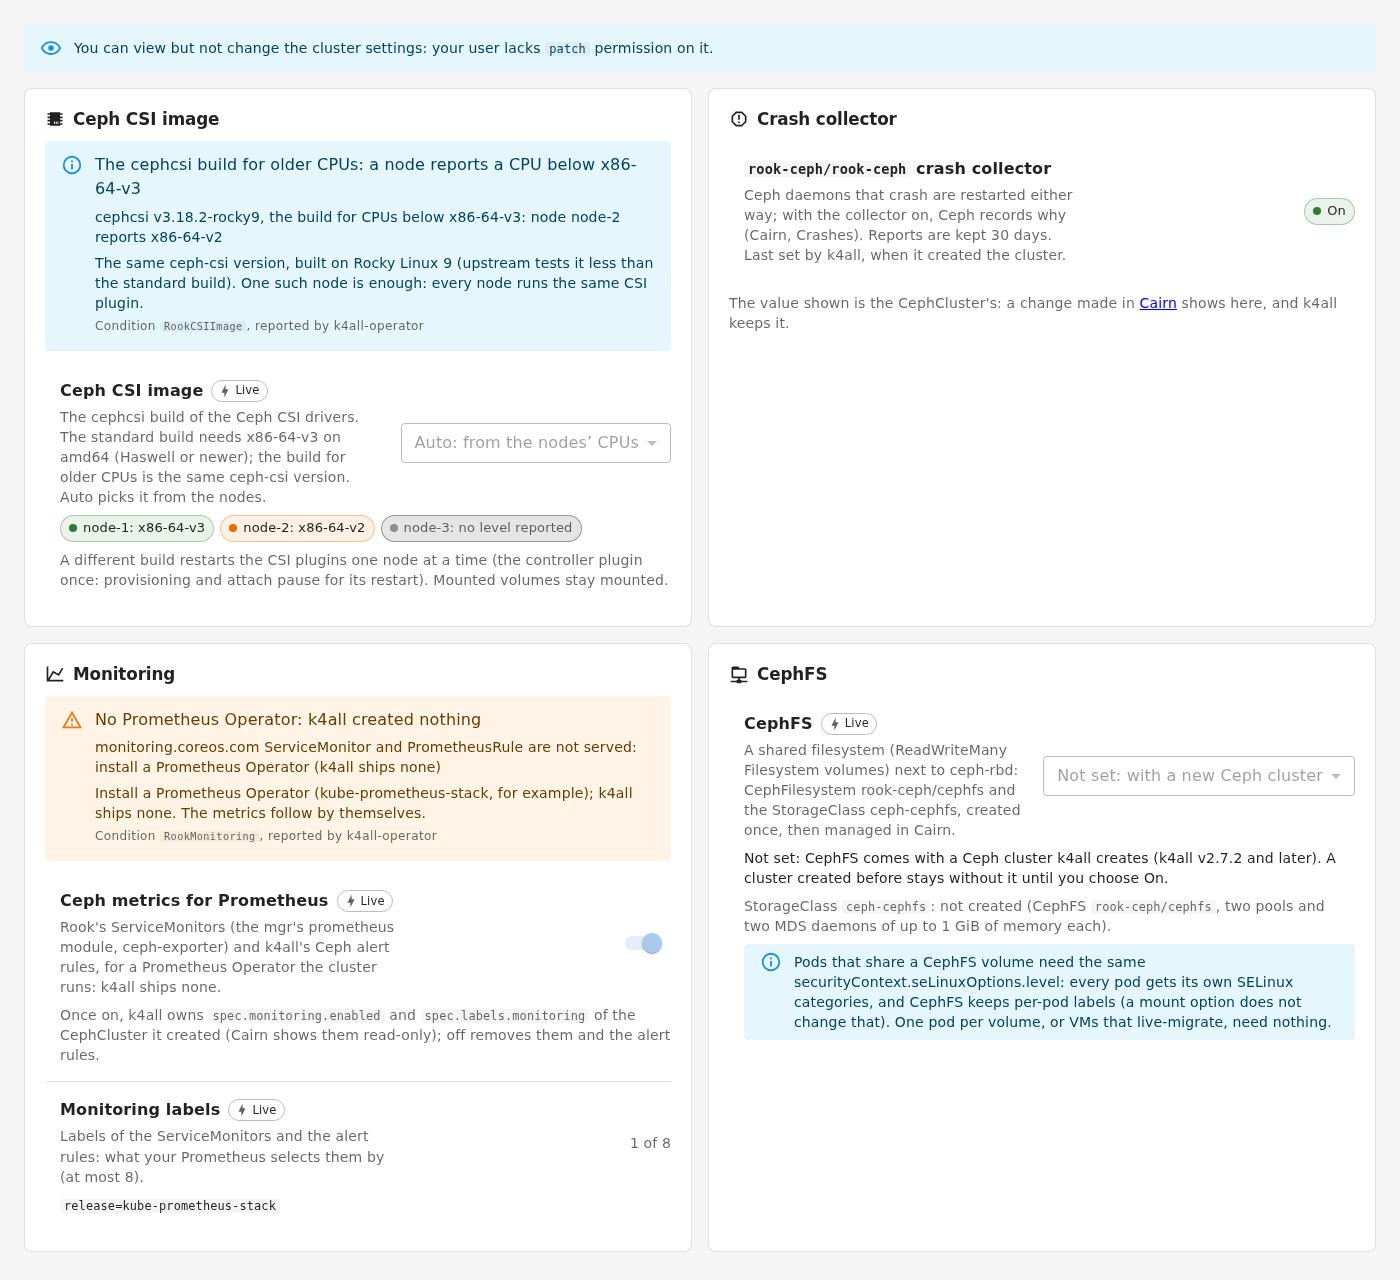 You can view but not change the cluster settings: your user lacks patch permission on it.
Ceph CSI image
The cephcsi build for older CPUs: a node reports a CPU below x86-
64-v3
cephcsi v3.18.2-rocky9, the build for CPUs below x86-64-v3: node node-2
reports x86-64-v2
The same ceph-csi version, built on Rocky Linux 9 (upstream tests it less than
the standard build). One such node is enough: every node runs the same CSI
plugin.
Condition RookCSIImage, reported by k4all-operator
Ceph CSI image Live
The cephcsi build of the Ceph CSI drivers.
The standard build needs x86-64-v3 on
amd64 (Haswell or newer); the build for
older CPUs is the same ceph-csi version.
Auto picks it from the nodes.
Auto: from the nodes’ CPUs
node-1: x86-64-v3 node-2: x86-64-v2 node-3: no level reported
A different build restarts the CSI plugins one node at a time (the controller plugin
once: provisioning and attach pause for its restart). Mounted volumes stay mounted.
Crash collector
rook-ceph/rook-ceph crash collector
Ceph daemons that crash are restarted either
way; with the collector on, Ceph records why
(Cairn, Crashes). Reports are kept 30 days.
Last set by k4all, when it created the cluster.
On
The value shown is the CephCluster's: a change made in Cairn shows here, and k4all
keeps it.
Monitoring
No Prometheus Operator: k4all created nothing
monitoring.coreos.com ServiceMonitor and PrometheusRule are not served:
install a Prometheus Operator (k4all ships none)
Install a Prometheus Operator (kube-prometheus-stack, for example); k4all
ships none. The metrics follow by themselves.
Condition RookMonitoring, reported by k4all-operator
Ceph metrics for Prometheus Live
Rook's ServiceMonitors (the mgr's prometheus
module, ceph-exporter) and k4all's Ceph alert
rules, for a Prometheus Operator the cluster
runs: k4all ships none.
Once on, k4all owns spec.monitoring.enabled and spec.labels.monitoring of the
CephCluster it created (Cairn shows them read-only); off removes them and the alert
rules.
Monitoring labels Live
Labels of the ServiceMonitors and the alert
rules: what your Prometheus selects them by
(at most 8).
1 of 8
release=kube-prometheus-stack
CephFS
CephFS Live
A shared filesystem (ReadWriteMany
Filesystem volumes) next to ceph-rbd:
CephFilesystem rook-ceph/cephfs and
the StorageClass ceph-cephfs, created
once, then managed in Cairn.
Not set: with a new Ceph cluster
Not set: CephFS comes with a Ceph cluster k4all creates (k4all v2.7.2 and later). A
cluster created before stays without it until you choose On.
StorageClass ceph-cephfs: not created (CephFS rook-ceph/cephfs, two pools and
two MDS daemons of up to 1 GiB of memory each).
Pods that share a CephFS volume need the same
securityContext.seLinuxOptions.level: every pod gets its own SELinux
categories, and CephFS keeps per-pod labels (a mount option does not
change that). One pod per volume, or VMs that live-migrate, need nothing.